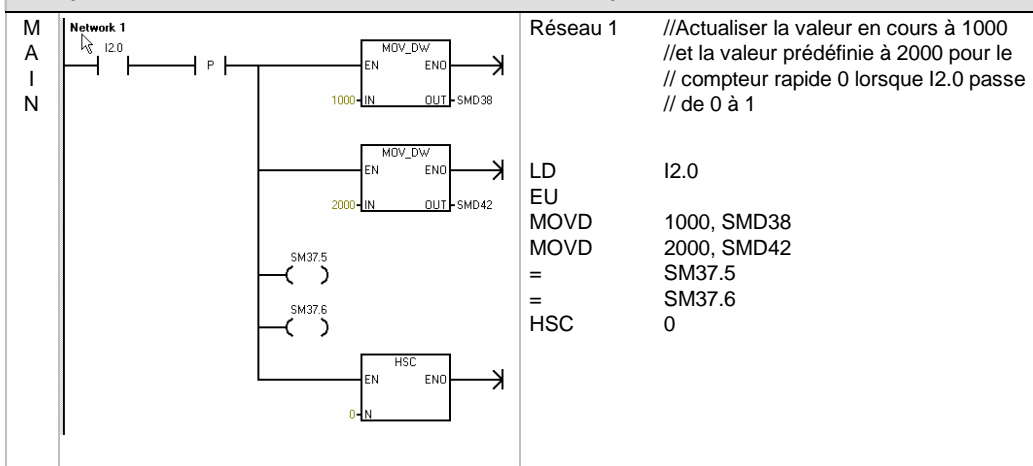 M
A
I
N
Network 1
I2.0
P
MOV_DW
EN ENO
1000 IN OUT SMD38
MOV_DW
EN ENO
2000 IN OUT SMD42
SM37.5
SM37.6
HSC
EN ENO
0 N
Réseau 1 //Actualiser la valeur en cours à 1000
//et la valeur prédéfinie à 2000 pour le
// compteur rapide 0 lorsque I2.0 passe
// de 0 à 1
LD I2.0
EU
MOVD 1000, SMD38
MOVD 2000, SMD42
= SM37.5
= SM37.6
HSC 0